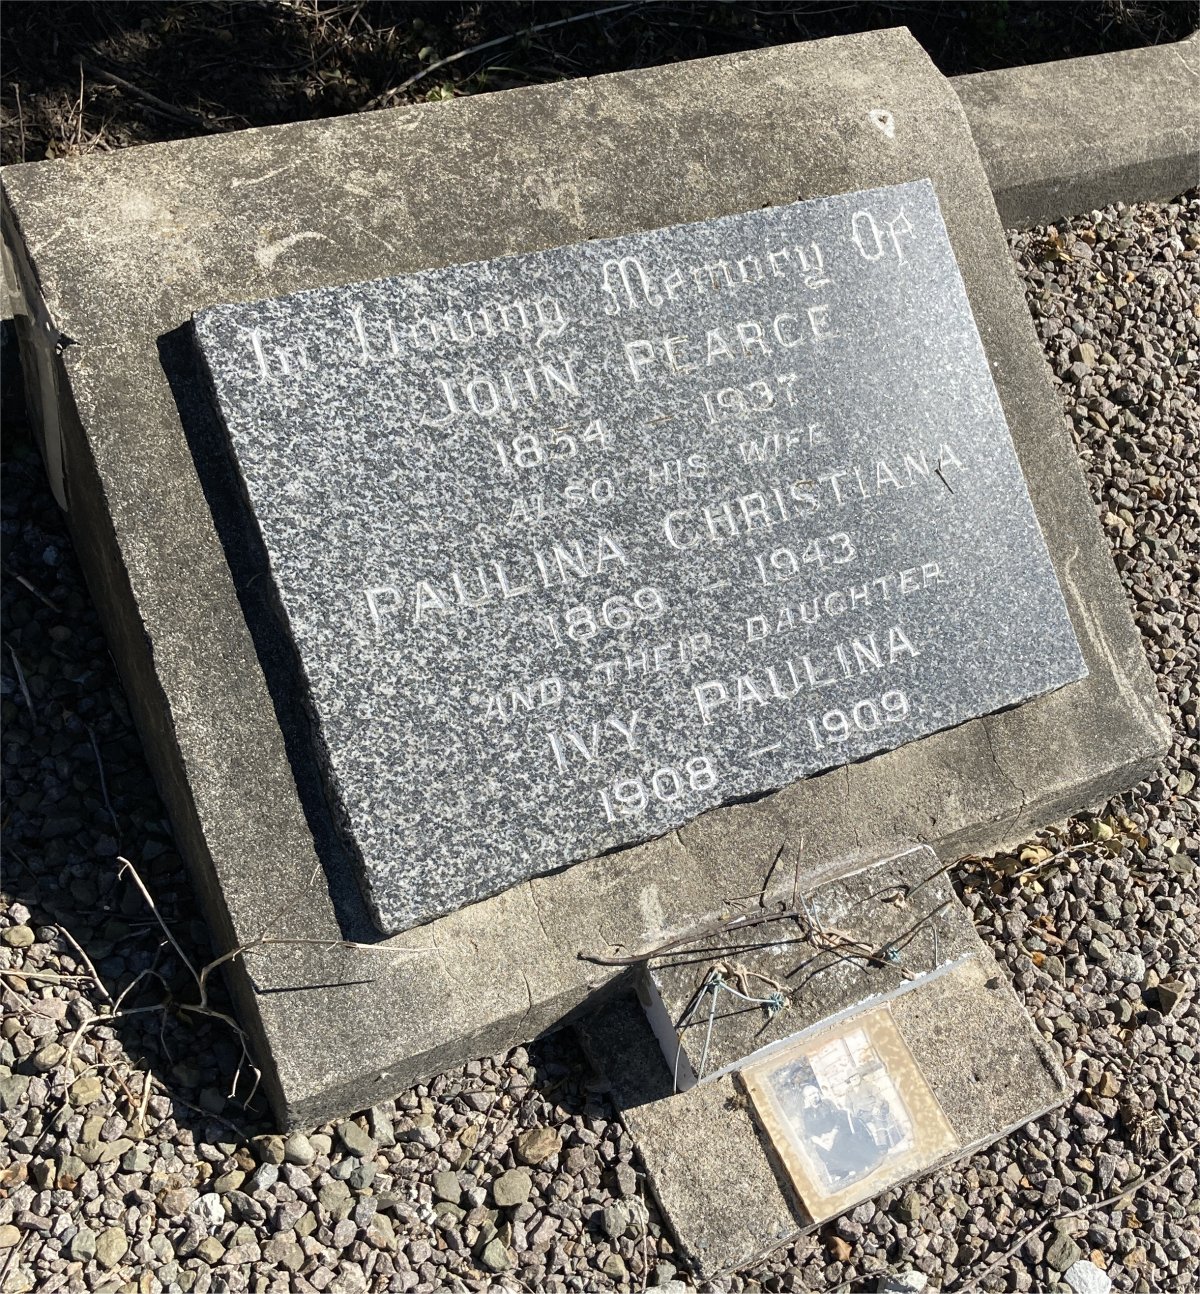 In Loving Memory Of
JOHN PEARCE
1854 - 1937
ALSO HIS WIFE
PAULINA CHRISTIANA
1869 - 1943
AND THEIR DAUGHTER
IVY PAULINA
1908 - 1909